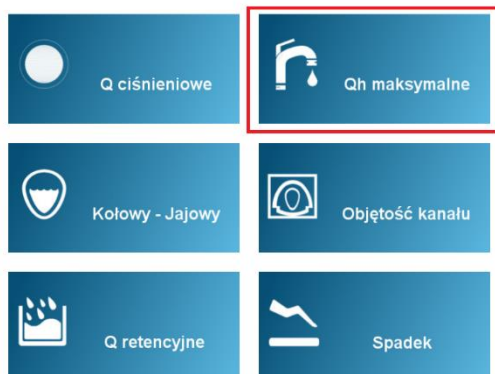 Q ciśnieniowe
Qh maksymalne
Kołowy - Jajowy
Objętość kanału
Q retencyjne
Spadek